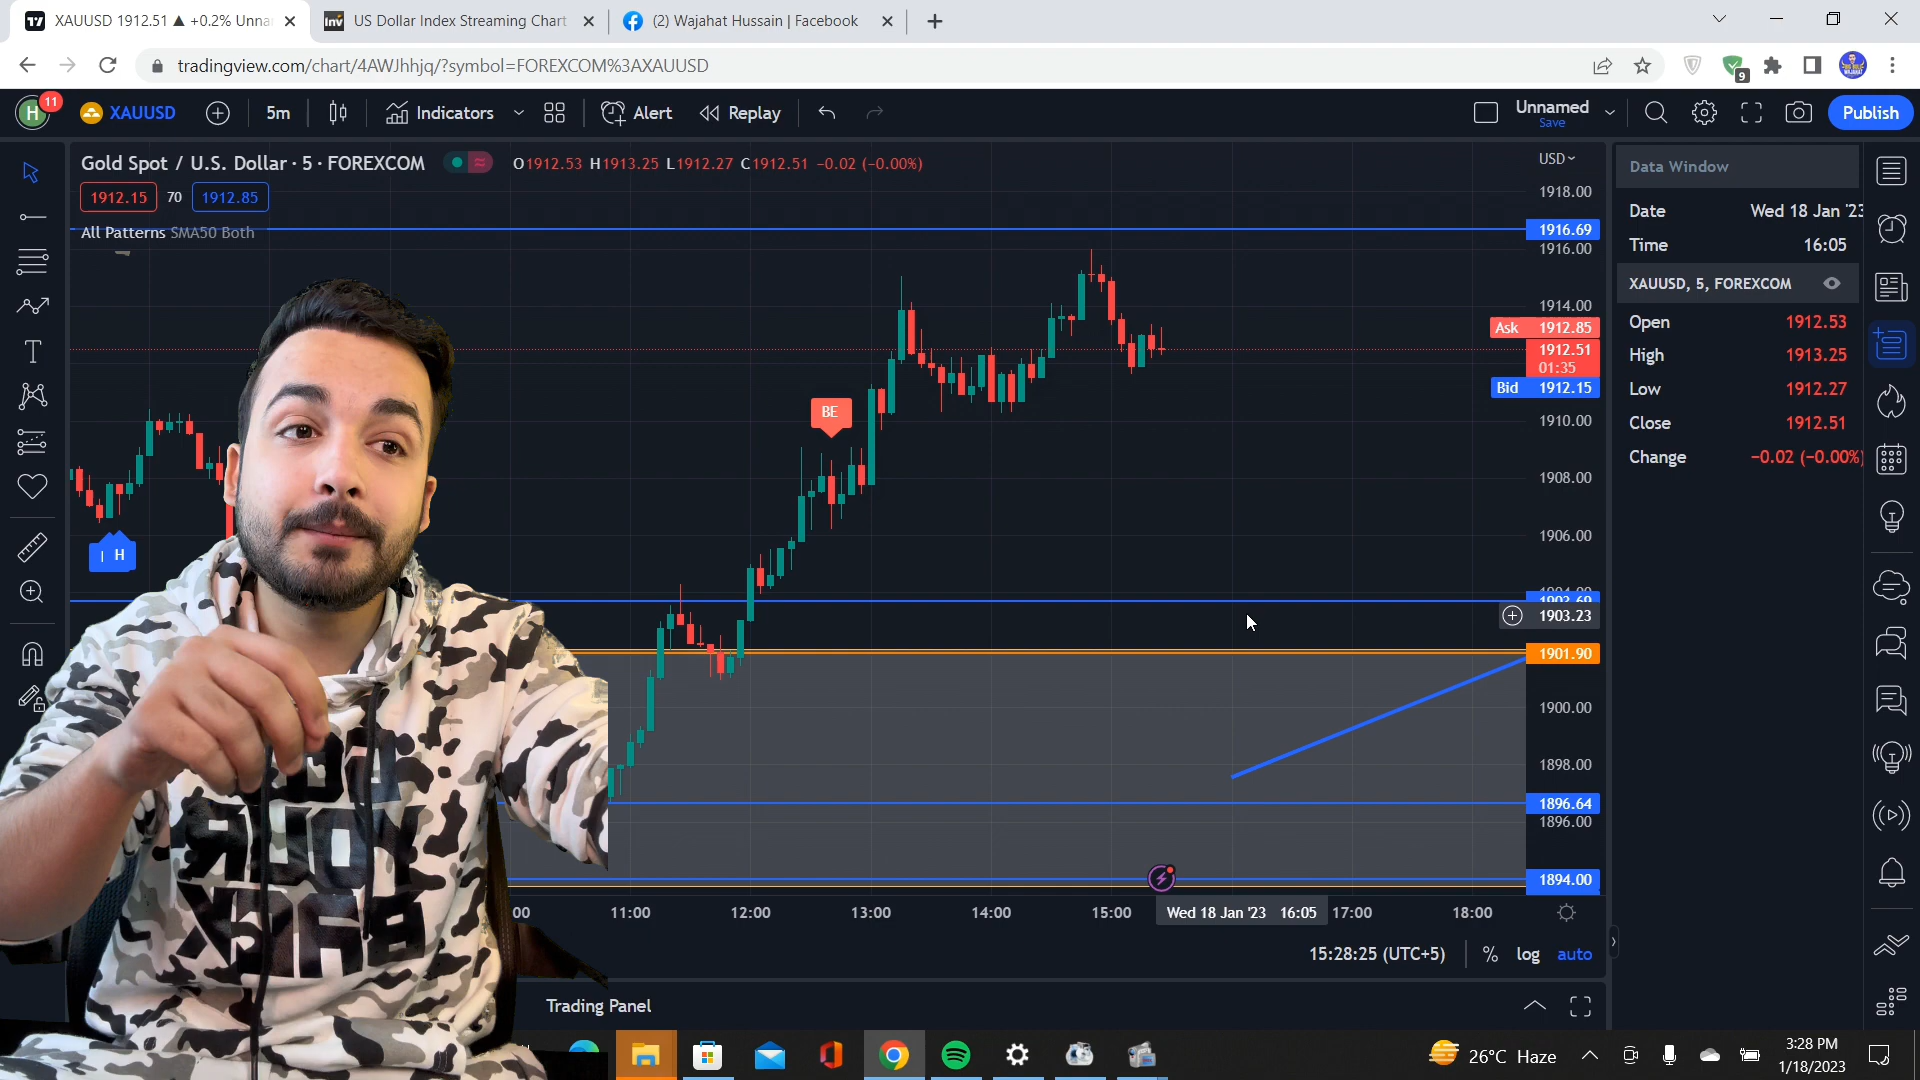 XAUUSD 1912.51 ▲ +0.2% Unna
US Dollar Index Streaming Chart
(2) Wajahat Hussain | Facebook
tradingview.com/chart/4AWJhhjq/?symbol=FOREXCOM%3AXAUUSD
9
H
11
XAUUSD
5m
Indicators
Alert
Replay
Unnamed
Save
Publish
Gold Spot / U.S. Dollar · 5 · FOREXCOM
O1912.53 H1913.25 L1912.27 C1912.51 −0.02 (−0.00%)
USD
1912.15 70 1912.85
All Patterns SMA50 Both
1918.00
1916.69
1916.00
1914.00
Ask 1912.85
1912.51
01:35
Bid 1912.15
1910.00
1908.00
1906.00
1903.69
1903.23
1901.90
1900.00
1898.00
1896.64
1896.00
1894.00
BE
H
Data Window
Date Wed 18 Jan '23
Time 16:05
XAUUSD, 5, FOREXCOM
Open 1912.53
High 1913.25
Low 1912.27
Close 1912.51
Change −0.02 (−0.00%)
00 11:00 12:00 13:00 14:00 15:00 Wed 18 Jan '23 16:05 17:00 18:00
15:28:25 (UTC+5) % log auto
Trading Panel
26°C Haze
3:28 PM
1/18/2023